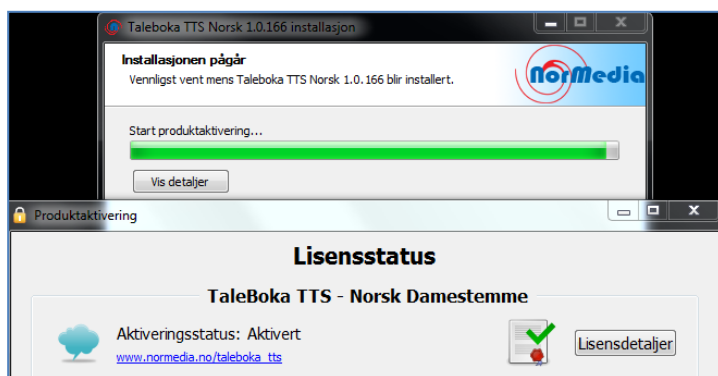 Taleboka TTS Norsk 1.0.166 installasjon
Installasjonen pågår
Vennligst vent mens Taleboka TTS Norsk 1.0.166 blir installert.
NorMedia
Start produktaktivering...
Vis detaljer
Produktaktivering
Lisensstatus
TaleBoka TTS - Norsk Damestemme
Aktiveringsstatus: Aktivert
www.normedia.no/taleboka_tts
Lisensdetaljer